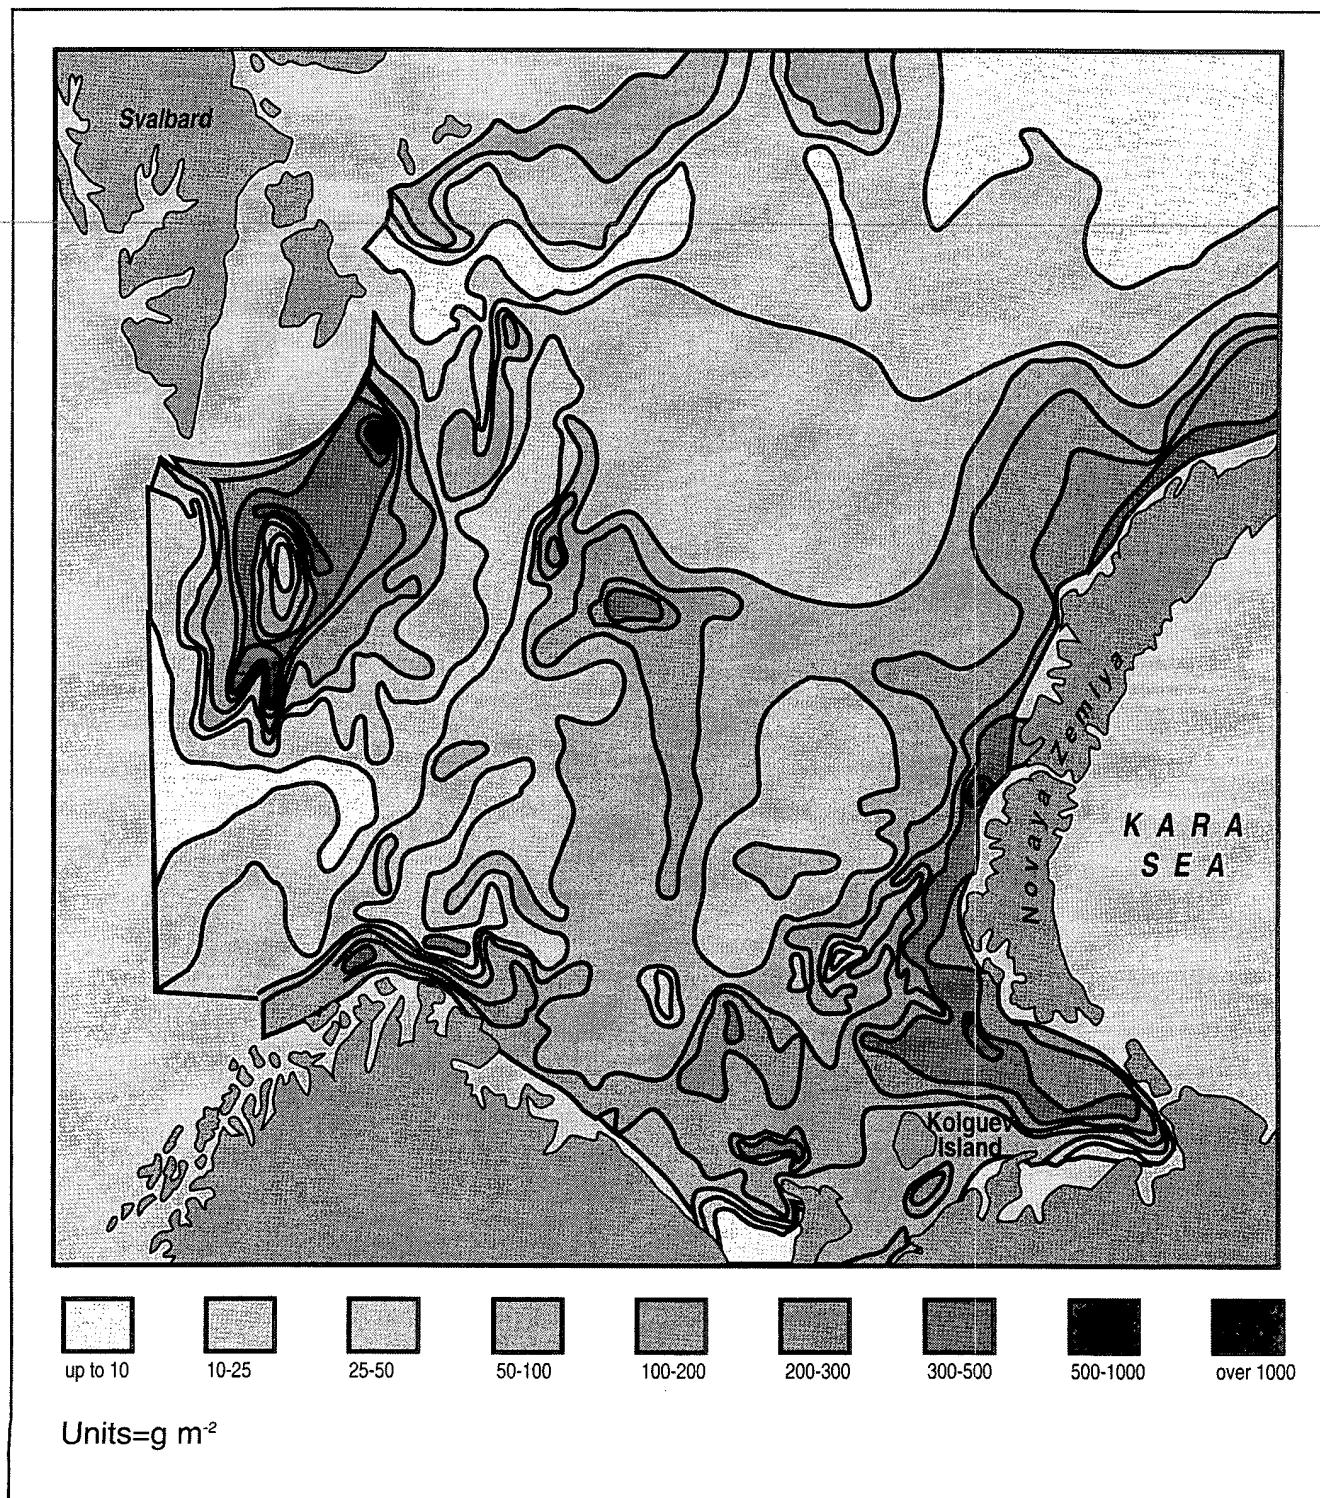 Svalbard
KARA
SEA
Novaya Zemlya
Kolguev
Island
up to 10
10-25
25-50
50-100
100-200
200-300
300-500
500-1000
over 1000
Units=g m⁻²